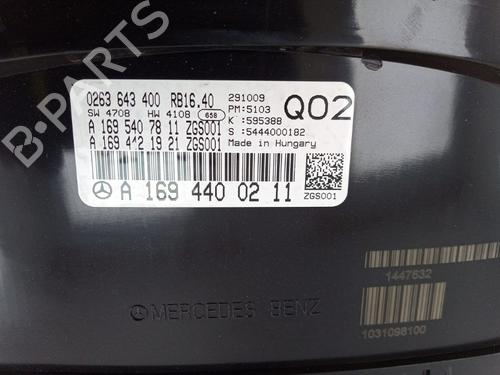 B-PARTS
0263 643 400 RB16.40
SW 4708 HW 4108 658
A 169 540 78 11 ZGS001
A 169 442 19 21 ZGS001
291009
PM:5103
K :595388
S :5444000182
Made in Hungary
Q02
A 169 440 02 11
ZGS001
1447632
1031098100
MERCEDES BENZ